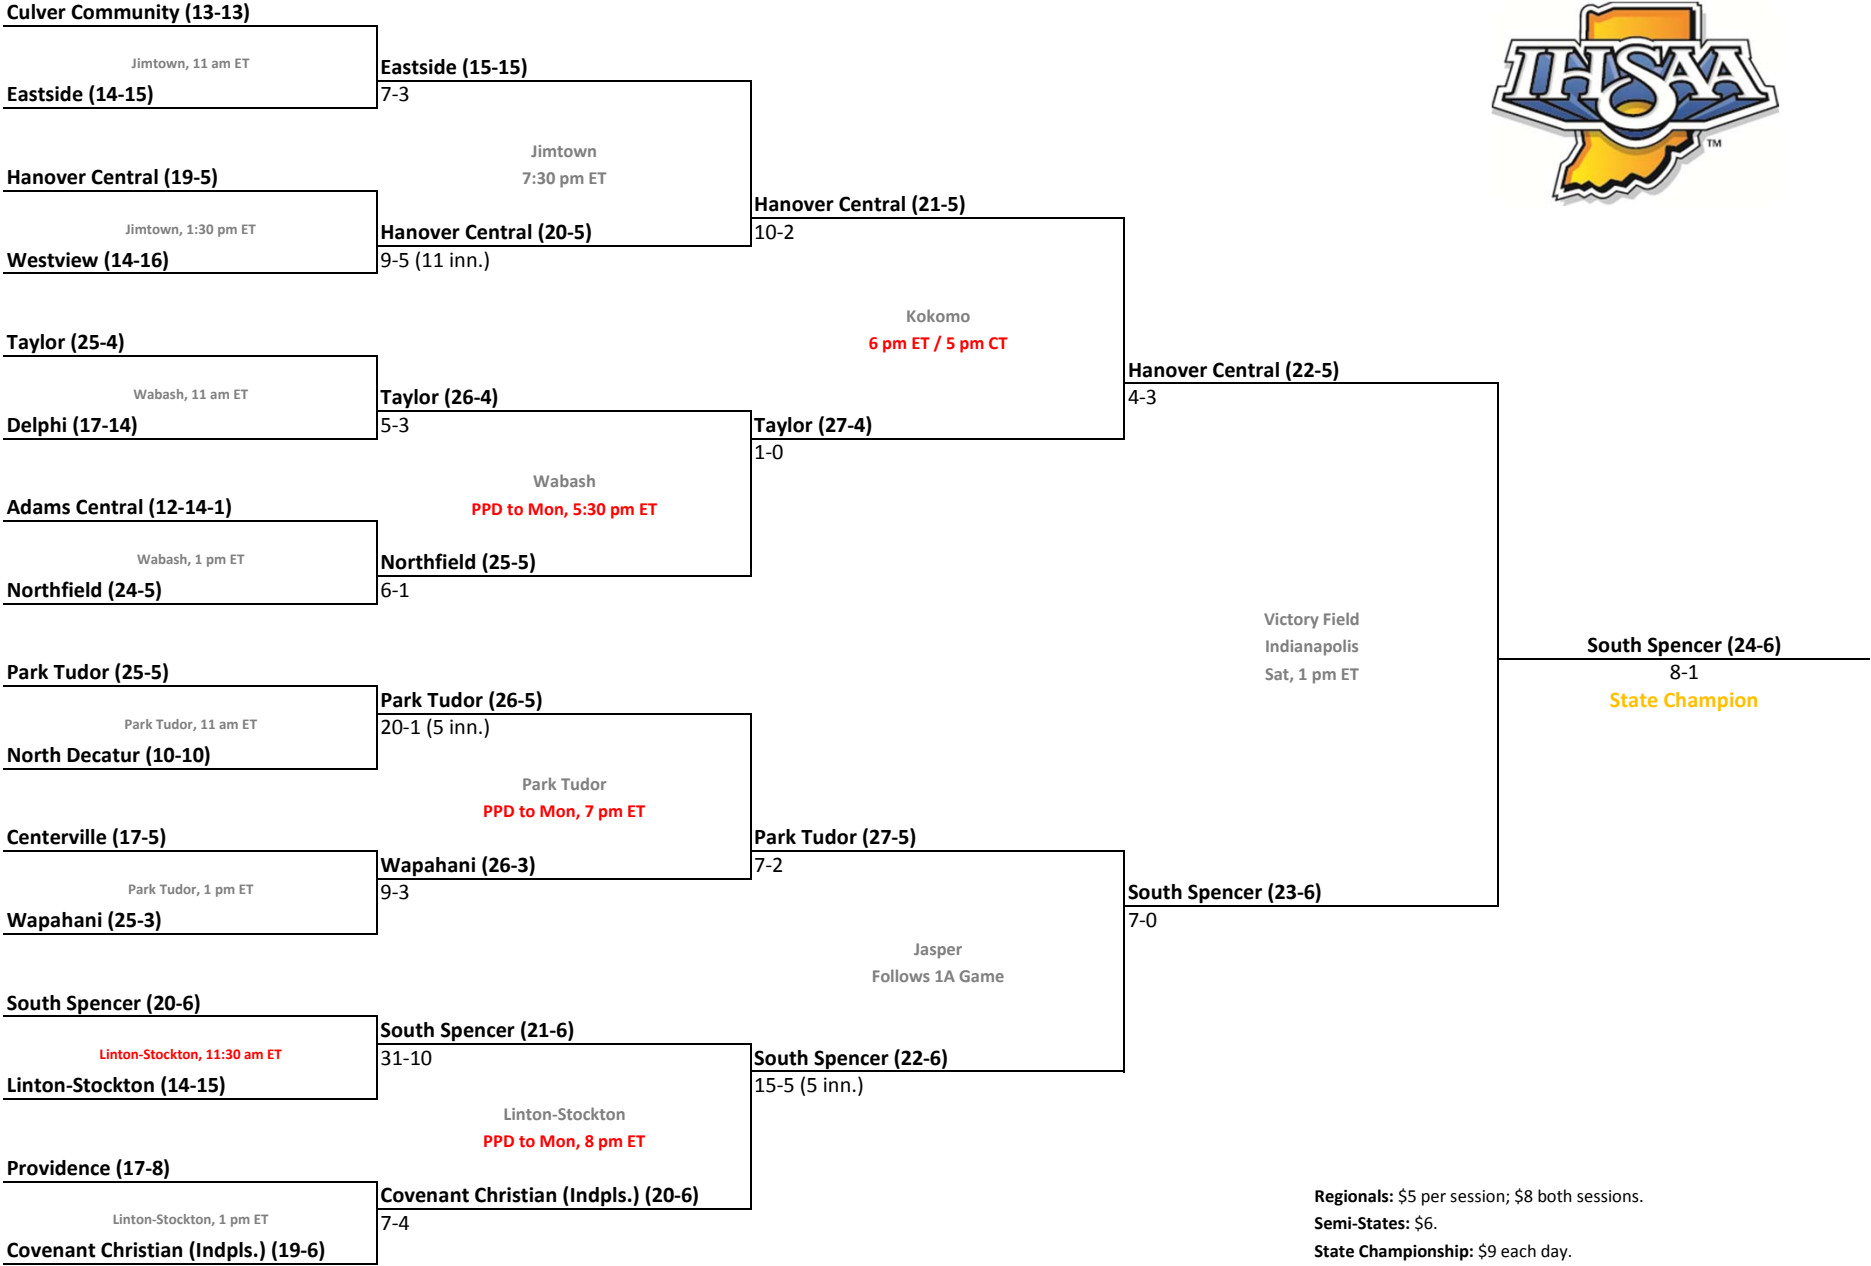 Culver Community (13-13)
Jimtown, 11 am ET
Eastside (14-15)
Eastside (15-15)
7-3
Hanover Central (19-5)
Jimtown, 1:30 pm ET
Westview (14-16)
Jimtown
7:30 pm ET
Hanover Central (20-5)
9-5 (11 inn.)
Hanover Central (21-5)
10-2
Taylor (25-4)
Wabash, 11 am ET
Delphi (17-14)
Taylor (26-4)
5-3
Adams Central (12-14-1)
Wabash, 1 pm ET
Northfield (24-5)
Wabash
PPD to Mon, 5:30 pm ET
Northfield (25-5)
6-1
Taylor (27-4)
1-0
Kokomo
6 pm ET / 5 pm CT
Hanover Central (22-5)
4-3
Park Tudor (25-5)
Park Tudor, 11 am ET
North Decatur (10-10)
Park Tudor (26-5)
20-1 (5 inn.)
Centerville (17-5)
Park Tudor, 1 pm ET
Wapahani (25-3)
Park Tudor
PPD to Mon, 7 pm ET
Wapahani (26-3)
9-3
Park Tudor (27-5)
7-2
South Spencer (20-6)
Linton-Stockton, 11:30 am ET
Linton-Stockton (14-15)
South Spencer (21-6)
31-10
Providence (17-8)
Linton-Stockton, 1 pm ET
Covenant Christian (Indpls.) (19-6)
Linton-Stockton
PPD to Mon, 8 pm ET
Covenant Christian (Indpls.) (20-6)
7-4
South Spencer (22-6)
15-5 (5 inn.)
Jasper
Follows 1A Game
South Spencer (23-6)
7-0
Victory Field
Indianapolis
Sat, 1 pm ET
South Spencer (24-6)
8-1
State Champion
IHSAA
TM
Regionals: $5 per session; $8 both sessions.
Semi-States: $6.
State Championship: $9 each day.